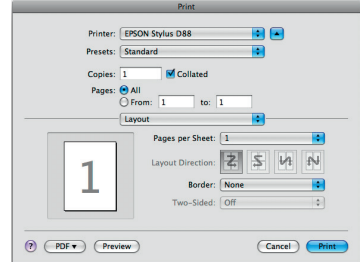 Print
Printer: EPSON Stylus D88
Presets: Standard
Copies: 1 Collated
Pages: All
From: 1 to: 1
Layout
Pages per Sheet: 1
Layout Direction:
Border: None
Two-Sided: Off
1
? PDF Preview Cancel Print